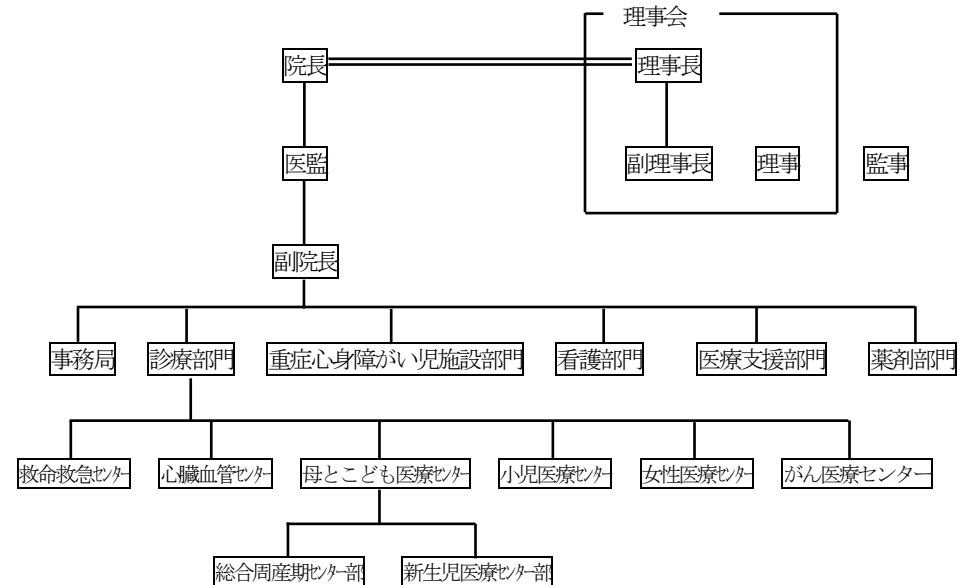 理事会
院長
理事長
医監
副理事長
理事
監事
副院長
事務局
診療部門
重症心身障がい児施設部門
看護部門
医療支援部門
薬剤部門
救命救急ｾﾝﾀｰ
心臓血管ｾﾝﾀｰ
母とこども医療ｾﾝﾀｰ
小児医療ｾﾝﾀｰ
女性医療ｾﾝﾀｰ
がん医療センター
総合周産期ｾﾝﾀｰ部
新生児医療ｾﾝﾀｰ部